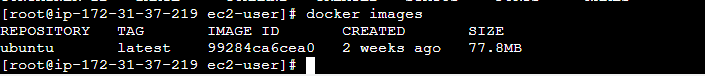 [root@ip-172-31-37-219 ec2-user]# docker images
REPOSITORY TAG IMAGE ID CREATED SIZE
ubuntu latest 99284ca6cea0 2 weeks ago 77.8MB
[root@ip-172-31-37-219 ec2-user]#